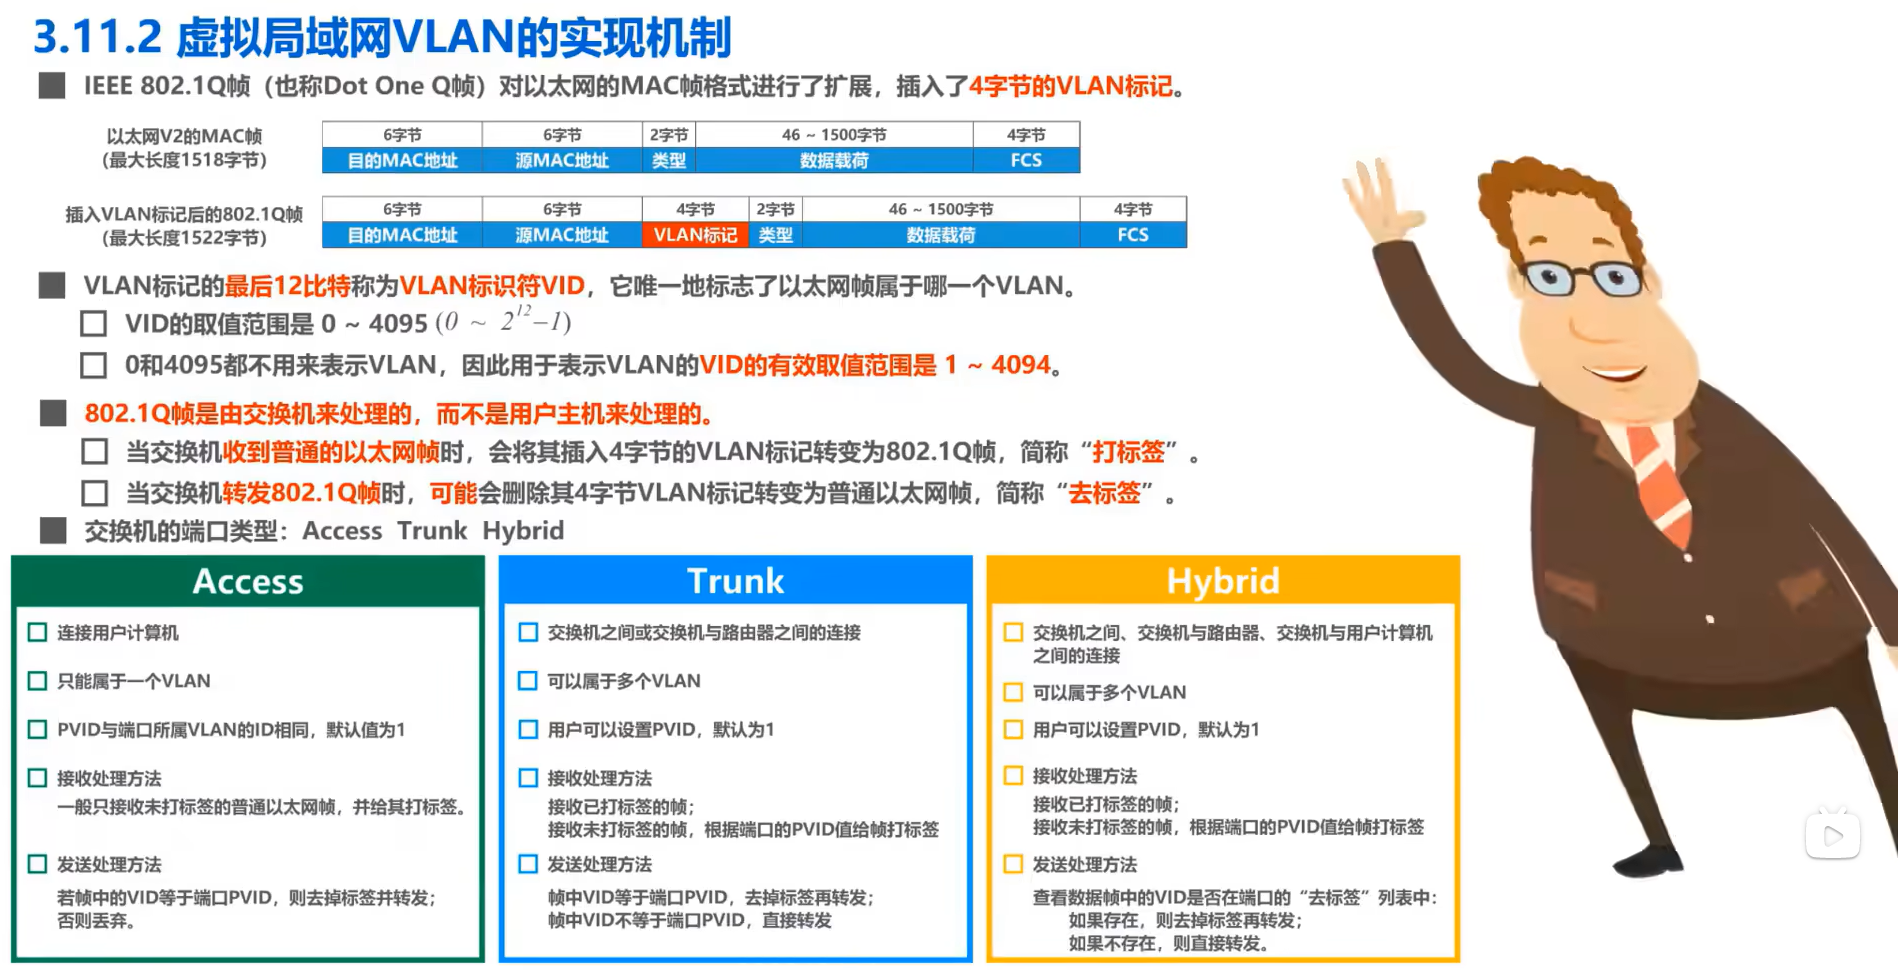 3.11.2 虚拟局域网VLAN的实现机制
IEEE 802.1Q帧（也称Dot One Q帧）对以太网的MAC帧格式进行了扩展，插入了4字节的VLAN标记。
以太网V2的MAC帧
(最大长度1518字节)
6字节 6字节 2字节 46 ~ 1500字节 4字节
目的MAC地址 源MAC地址 类型 数据载荷 FCS
插入VLAN标记后的802.1Q帧
(最大长度1522字节)
6字节 6字节 4字节 2字节 46 ~ 1500字节 4字节
目的MAC地址 源MAC地址 VLAN标记 类型 数据载荷 FCS
VLAN标记的最后12比特称为VLAN标识符VID，它唯一地标志了以太网帧属于哪一个VLAN。
VID的取值范围是 0 ~ 4095 (0 ~ 2^12−1)
0和4095都不用来表示VLAN，因此用于表示VLAN的VID的有效取值范围是 1 ~ 4094。
802.1Q帧是由交换机来处理的，而不是用户主机来处理的。
当交换机收到普通的以太网帧时，会将其插入4字节的VLAN标记转变为802.1Q帧，简称“打标签”。
当交换机转发802.1Q帧时，可能会删除其4字节VLAN标记转变为普通以太网帧，简称“去标签”。
交换机的端口类型：Access Trunk Hybrid
Access
连接用户计算机
只能属于一个VLAN
PVID与端口所属VLAN的ID相同，默认值为1
接收处理方法
一般只接收未打标签的普通以太网帧，并给其打标签。
发送处理方法
若帧中的VID等于端口PVID，则去掉标签并转发；
否则丢弃。
Trunk
交换机之间或交换机与路由器之间的连接
可以属于多个VLAN
用户可以设置PVID，默认为1
接收处理方法
接收已打标签的帧；
接收未打标签的帧，根据端口的PVID值给帧打标签
发送处理方法
帧中VID等于端口PVID，去掉标签再转发；
帧中VID不等于端口PVID，直接转发
Hybrid
交换机之间、交换机与路由器、交换机与用户计算机
之间的连接
可以属于多个VLAN
用户可以设置PVID，默认为1
接收处理方法
接收已打标签的帧；
接收未打标签的帧，根据端口的PVID值给帧打标签
发送处理方法
查看数据帧中的VID是否在端口的“去标签”列表中：
如果存在，则去掉标签再转发；
如果不存在，则直接转发。